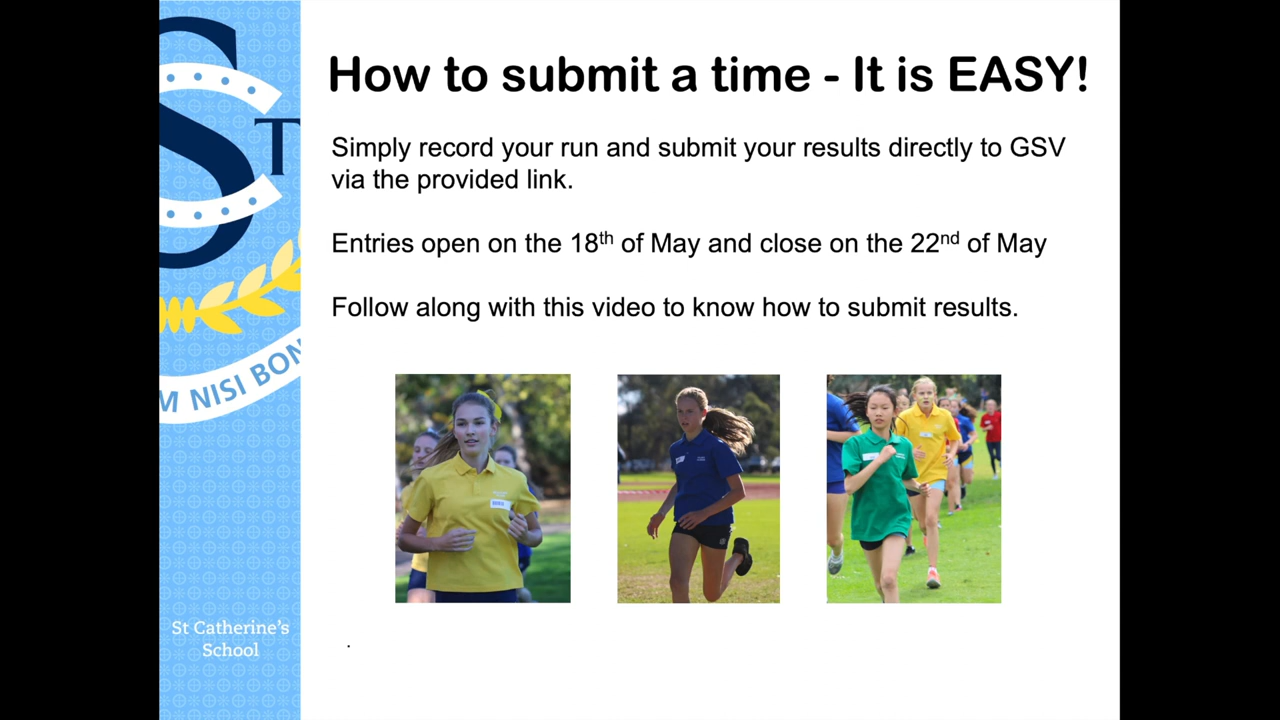 How to submit a time - It is EASY!
Simply record your run and submit your results directly to GSV
via the provided link.
Entries open on the 18th of May and close on the 22nd of May
Follow along with this video to know how to submit results.
ST
M NISI BON
St Catherine's
School
.